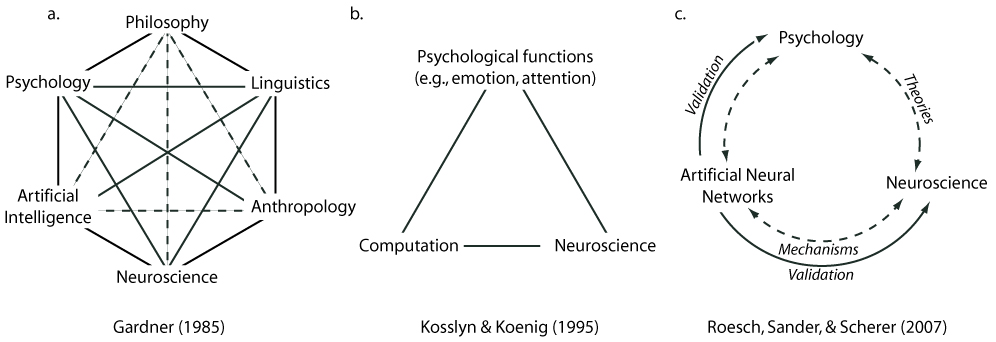 a.
Philosophy
Psychology
Linguistics
Artificial
Intelligence
Anthropology
Neuroscience
Gardner (1985)
b.
Psychological functions
(e.g., emotion, attention)
Computation
Neuroscience
Kosslyn & Koenig (1995)
c.
Psychology
Validation
Theories
Artificial Neural
Networks
Neuroscience
Mechanisms
Validation
Roesch, Sander, & Scherer (2007)